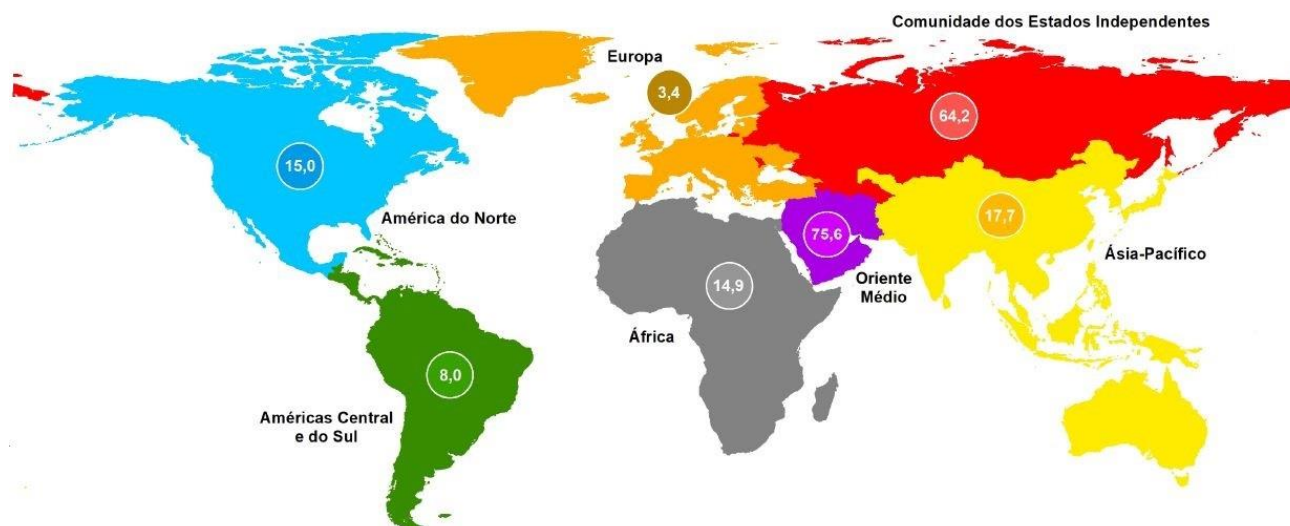 Comunidade dos Estados Independentes
Europa
3,4
64,2
15,0
América do Norte
17,7
75,6
Ásia-Pacífico
Oriente
Médio
14,9
África
8,0
Américas Central
e do Sul